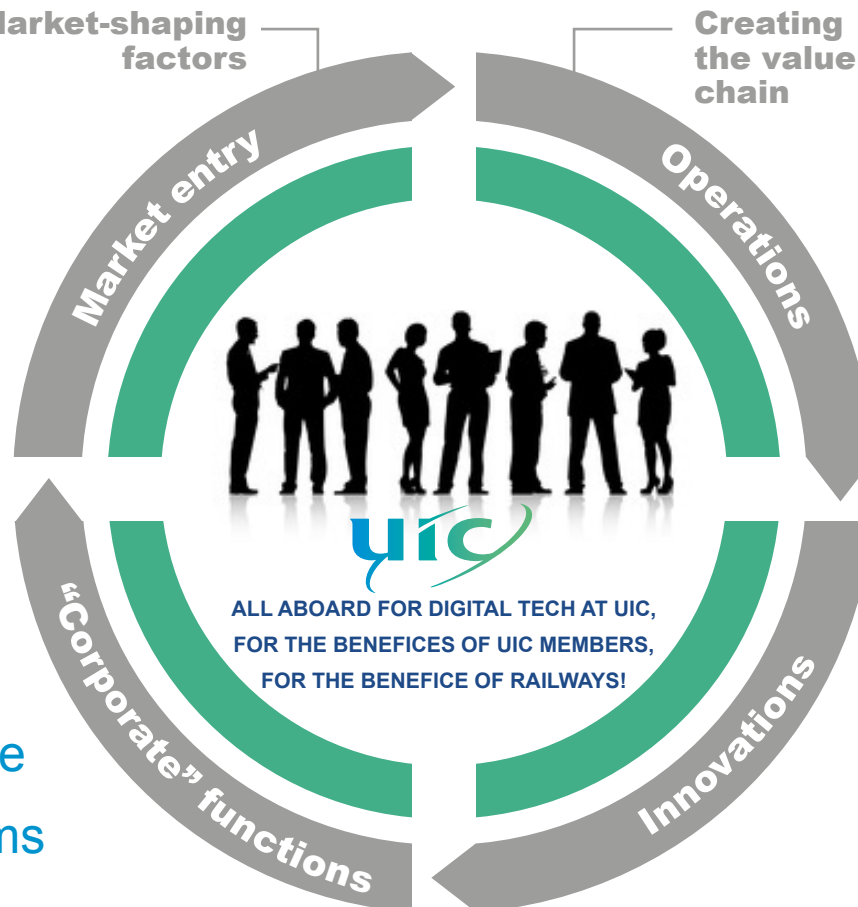 Market-shaping
factors
Creating
the value
chain
Market entry
Operations
uic
ALL ABOARD FOR DIGITAL TECH AT UIC,
FOR THE BENEFICES OF UIC MEMBERS,
FOR THE BENEFICE OF RAILWAYS!
Innovations
“Corporate” functions